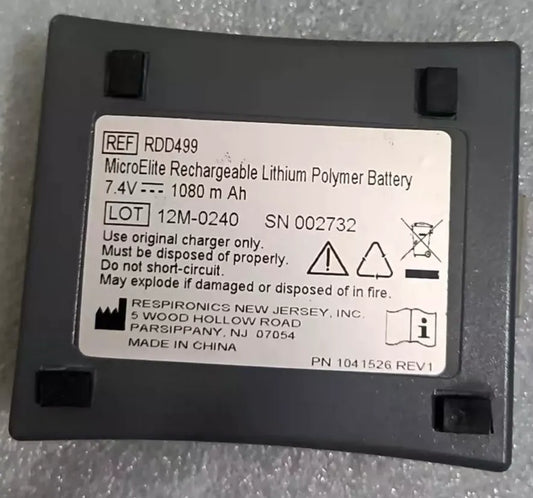 REF RDD499
MicroElite Rechargeable Lithium Polymer Battery
7.4V⎓ 1080 m Ah
LOT 12M-0240 SN 002732
Use original charger only.
Must be disposed of properly.
Do not short-circuit.
May explode if damaged or disposed of in fire.
RESPIRONICS NEW JERSEY, INC.
5 WOOD HOLLOW ROAD
PARSIPPANY, NJ 07054
MADE IN CHINA
PN 1041526 REV1